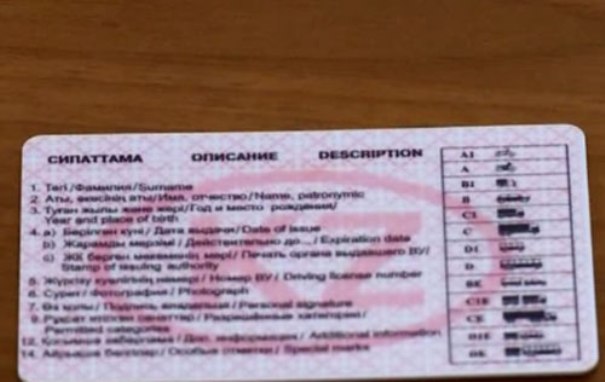 СИПАТТАМА ОПИСАНИЕ DESCRIPTION
1. Тегі/Фамилия/Surname
2. Аты, әкесінің аты/Имя, отчество/Name, patronymic
3. Туған жылы және жері/Год и место рождения/
Year and place of birth
4. a) Берілген күні/Дата выдачи/Date of issue
b) Жарамды мерзімі/Действительно до.../Expiration date
c) ЖК берген мекеменің мөрі/Печать органа выдавшего ВУ/
Stamp of issuing authority
5. Жүргізу куәлігінің нөмері/Номер ВУ/Driving license number
6. Сурет/Фотография/Photograph
7. Өз қолы/Подпись владельца/Personal signature
9. Рұқсат етілген санаттар/Разрешённые категории/
Permitted categories
12. Қосымша хабарлама/Доп. информация/Additional information
14. Айрықша белгілер/Особые отметки/Special marks
A1
A
B1
B
C1
C
D1
D
BE
C1E
CE
D1E
DE